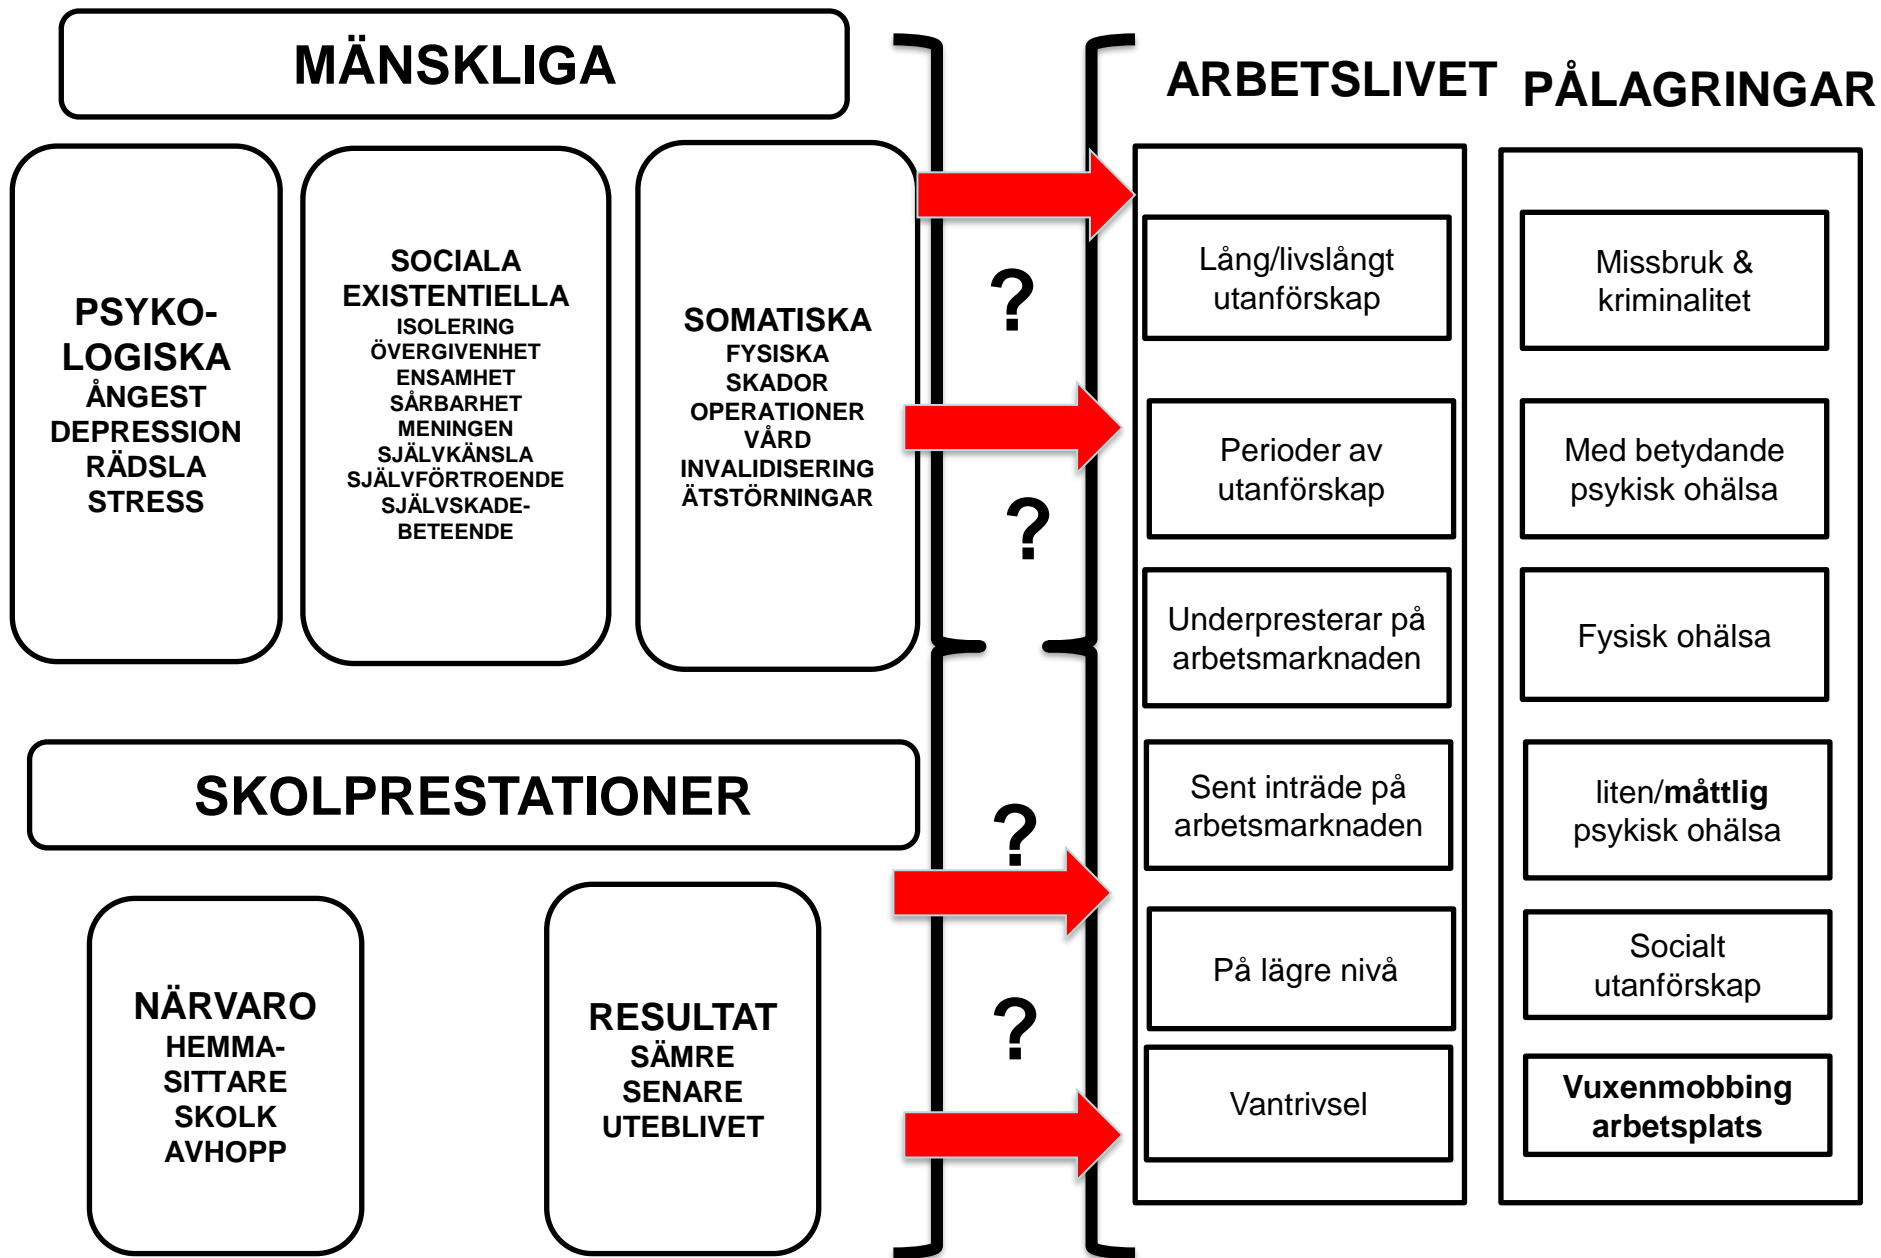 MÄNSKLIGA
PSYKO-
LOGISKA
ÅNGEST
DEPRESSION
RÄDSLA
STRESS
SOCIALA
EXISTENTIELLA
ISOLERING
ÖVERGIVENHET
ENSAMHET
SÅRBARHET
MENINGEN
SJÄLVKÄNSLA
SJÄLVFÖRTROENDE
SJÄLVSKADE-
BETEENDE
SOMATISKA
FYSISKA
SKADOR
OPERATIONER
VÅRD
INVALIDISERING
ÄTSTÖRNINGAR
SKOLPRESTATIONER
NÄRVARO
HEMMA-
SITTARE
SKOLK
AVHOPP
RESULTAT
SÄMRE
SENARE
UTEBLIVET
?
?
?
?
ARBETSLIVET
Lång/livslångt
utanförskap
Perioder av
utanförskap
Underpresterar på
arbetsmarknaden
Sent inträde på
arbetsmarknaden
På lägre nivå
Vantrivsel
PÅLAGRINGAR
Missbruk &
kriminalitet
Med betydande
psykisk ohälsa
Fysisk ohälsa
liten/måttlig
psykisk ohälsa
Socialt
utanförskap
Vuxenmobbing
arbetsplats